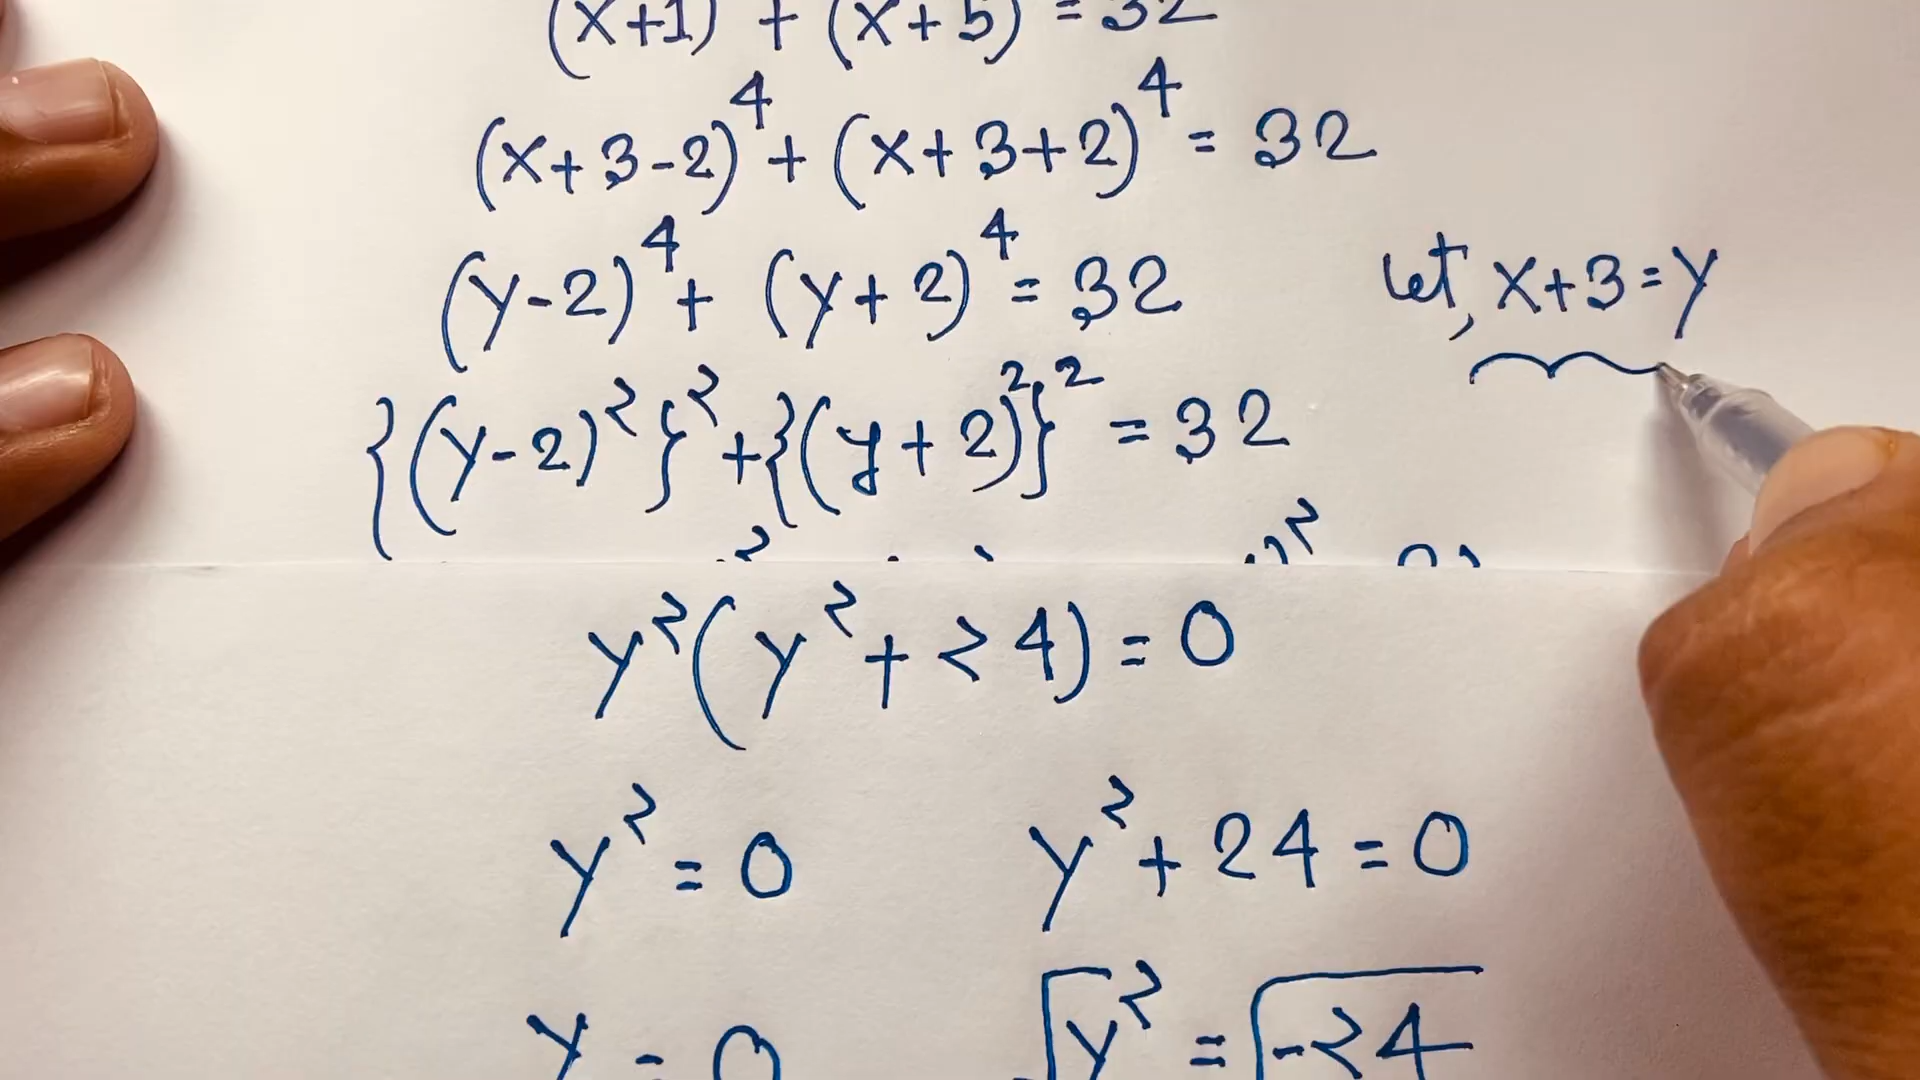 (x+1) + (x+5) = 32
(x+3-2)⁴ + (x+3+2)⁴ = 32
(y-2)⁴ + (y+2)⁴ = 32
let, x+3=y
{(y-2)²}² + {(y+2)²}² = 32
y²(y²+24) = 0
y² = 0
y²+24 = 0
y = 0
√y² = √-24